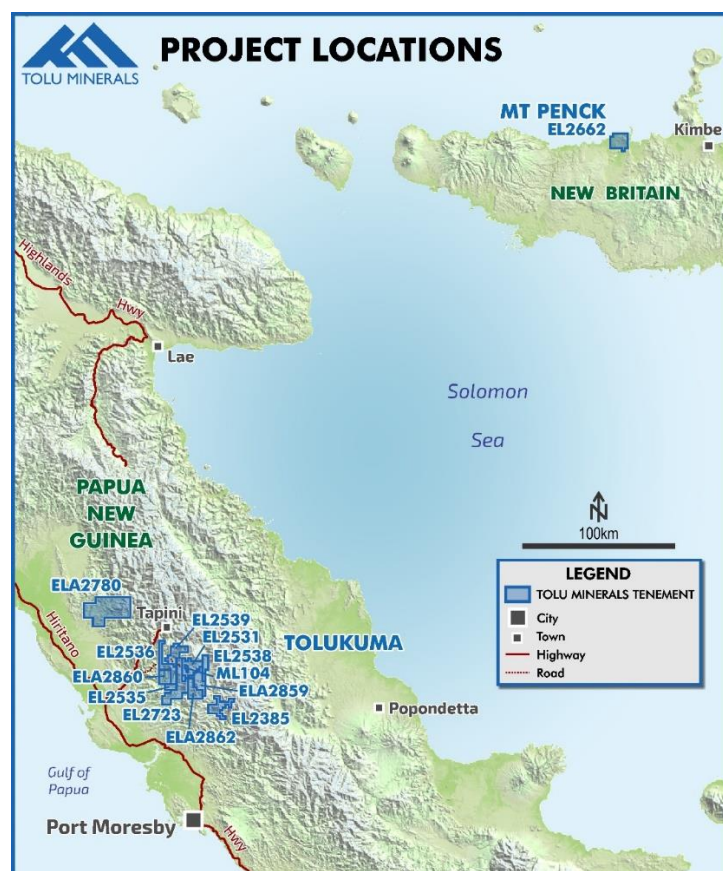 TOLU MINERALS
PROJECT LOCATIONS
MT PENCK
EL2662
Kimbe
NEW BRITAIN
Highlands
Hwy
Lae
Solomon
Sea
PAPUA
NEW
GUINEA
N
100km
LEGEND
TOLU MINERALS TENEMENT
City
Town
Highway
Road
ELA2780
Tapini
Hiritano
EL2539
EL2531
TOLUKUMA
EL2536
EL2538
ML104
ELA2860
ELA2859
EL2535
EL2723
EL2385
ELA2862
Popondetta
Gulf of
Papua
Port Moresby
Hwy